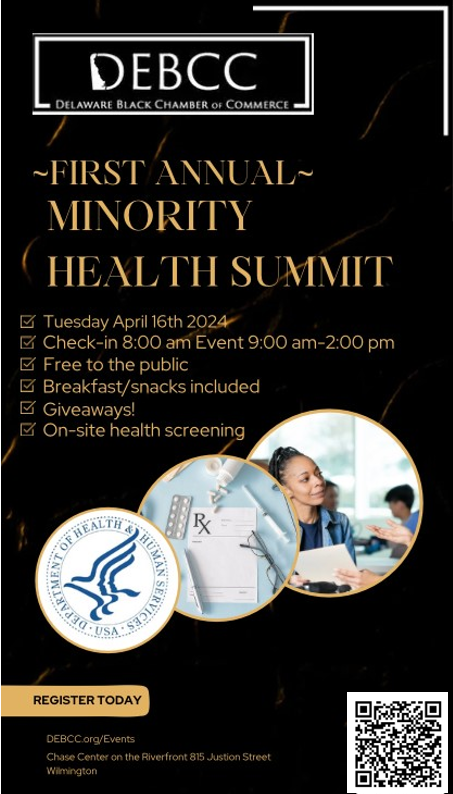 DEBCC
DELAWARE BLACK CHAMBER OF COMMERCE
~FIRST ANNUAL~
MINORITY
HEALTH SUMMIT
Tuesday April 16th 2024
Check-in 8:00 am Event 9:00 am-2:00 pm
Free to the public
Breakfast/snacks included
Giveaways!
On-site health screening
RX
DEPARTMENT OF HEALTH & HUMAN SERVICES · USA ·
REGISTER TODAY
DEBCC.org/Events
Chase Center on the Riverfront 815 Justion Street
Wilmington